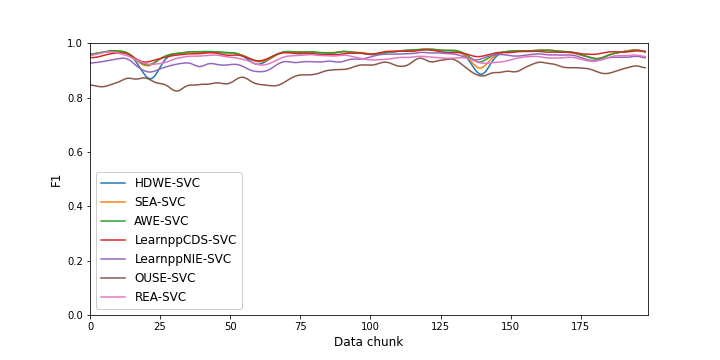 1.0
0.8
0.6
0.4
0.2
0.0
F1
HDWE-SVC
SEA-SVC
AWE-SVC
LearnppCDS-SVC
LearnppNIE-SVC
OUSE-SVC
REA-SVC
0 25 50 75 100 125 150 175
Data chunk